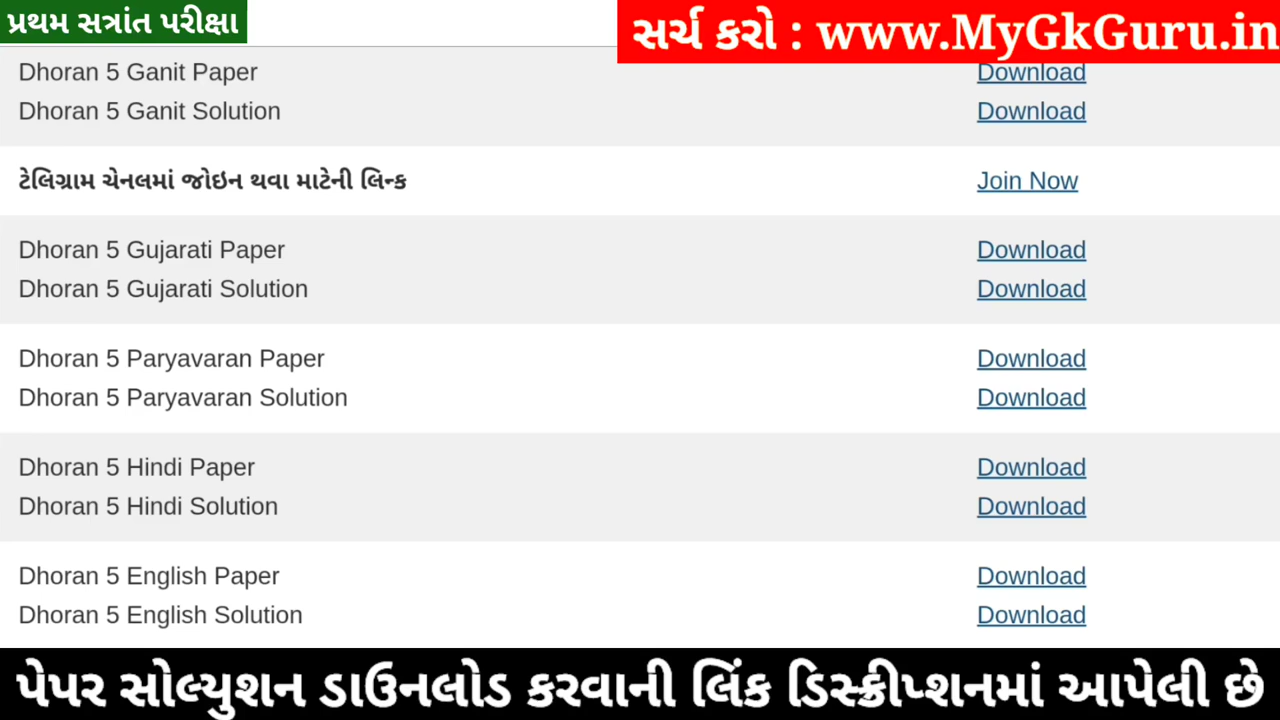 પ્રથમ સત્રાંત પરીક્ષા
સર્ચ કરો : www.MyGkGuru.in
Dhoran 5 Ganit Paper Download
Dhoran 5 Ganit Solution Download
ટેલિગ્રામ ચેનલમાં જોઇન થવા માટેની લિન્ક Join Now
Dhoran 5 Gujarati Paper Download
Dhoran 5 Gujarati Solution Download
Dhoran 5 Paryavaran Paper Download
Dhoran 5 Paryavaran Solution Download
Dhoran 5 Hindi Paper Download
Dhoran 5 Hindi Solution Download
Dhoran 5 English Paper Download
Dhoran 5 English Solution Download
પેપર સોલ્યુશન ડાઉનલોડ કરવાની લિંક ડિસ્ક્રીપ્શનમાં આપેલી છે